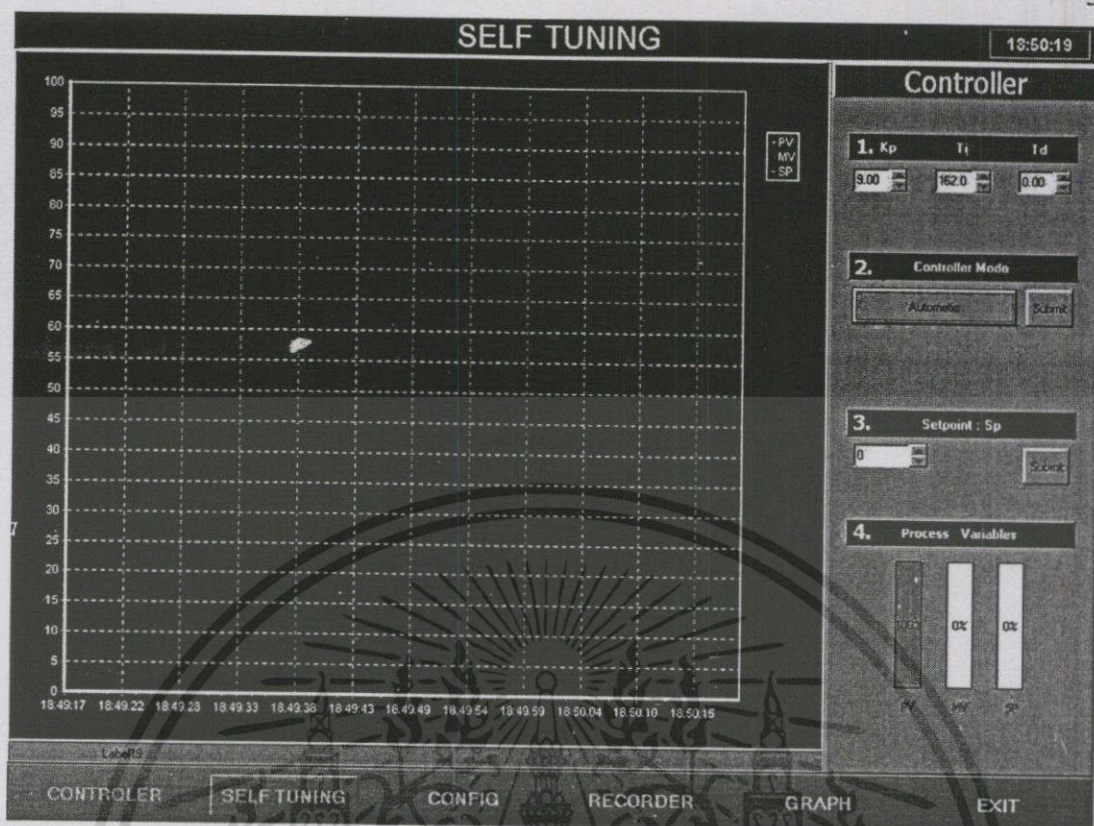 SELF TUNING
18:50:19
100
95
90
85
80
75
70
65
60
55
50
45
40
35
30
25
20
15
10
5
0
18:49:17 18:49:22 18:49:28 18:49:33 18:49:38 18:49:43 18:49:49 18:49:54 18:49:59 18:50:04 18:50:10 18:50:15
- PV
MV
- SP
Controller
1. Kp Ti Td
9.00 162.0 0.00
2. Controller Mode
Automatic Submit
3. Setpoint : Sp
0
Submit
4. Process Variables
100% 0% 0%
PV MV SP
Label19
CONTROLER SELF TUNING CONFIG RECORDER GRAPH EXIT
7